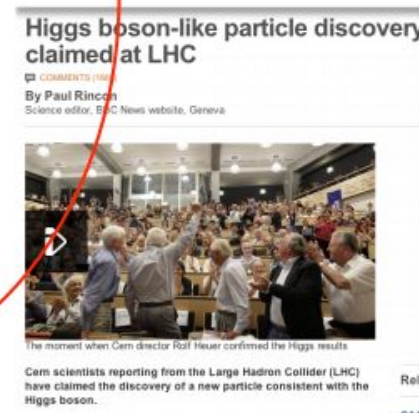 Higgs boson-like particle discovery
claimed at LHC
COMMENTS
By Paul Rincon
Science editor, BBC News website, Geneva
The moment when Cern director Rolf Heuer confirmed the Higgs results
Cern scientists reporting from the Large Hadron Collider (LHC)
have claimed the discovery of a new particle consistent with the
Higgs boson.
Rel